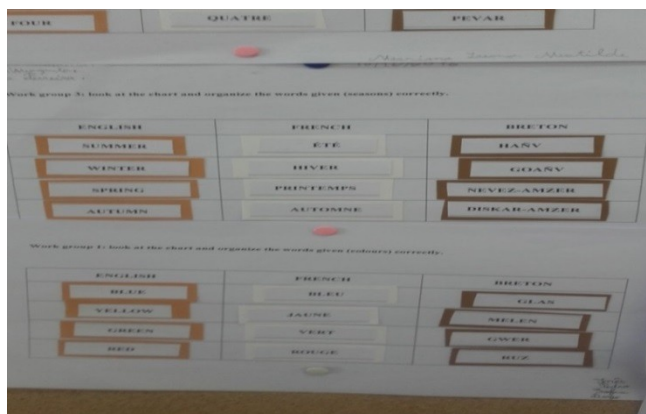 FOUR QUATRE PEVAR
Work group 3: look at the chart and organize the words given (seasons) correctly.
ENGLISH FRENCH BRETON
SUMMER ÉTÉ HAÑV
WINTER HIVER GOAÑV
SPRING PRINTEMPS NEVEZ-AMZER
AUTUMN AUTOMNE DISKAR-AMZER
Work group 1: look at the chart and organize the words given (colours) correctly.
ENGLISH FRENCH BRETON
BLUE BLEU GLAS
YELLOW JAUNE MELEN
GREEN VERT GWER
RED ROUGE RUZ